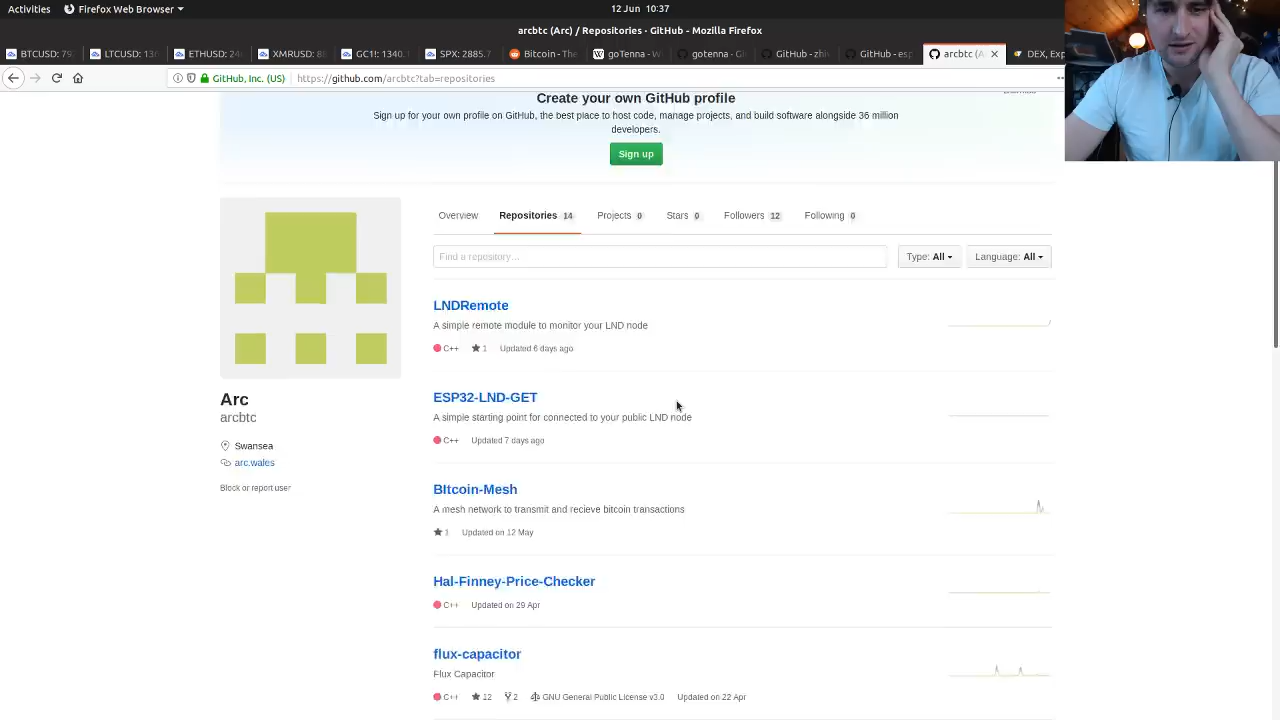 Activities Firefox Web Browser 12 Jun 10:37
arcbtc (Arc) / Repositories · GitHub - Mozilla Firefox
BTCUSD: 79 LTCUSD: 136 ETHUSD: 24 XMRUSD: 8 GC1!: 1340.1 SPX: 2885.7 Bitcoin - The goTenna - W gotenna - G GitHub - zh GitHub - esp arcbtc (A DEX, Exp
GitHub, Inc. (US) https://github.com/arcbtc?tab=repositories
Create your own GitHub profile
Sign up for your own profile on GitHub, the best place to host code, manage projects, and build software alongside 36 million
developers.
Sign up
Overview Repositories 14 Projects 0 Stars 0 Followers 12 Following 0
Find a repository… Type: All Language: All
LNDRemote
A simple remote module to monitor your LND node
C++ 1 Updated 6 days ago
ESP32-LND-GET
A simple starting point for connected to your public LND node
C++ Updated 7 days ago
BItcoin-Mesh
A mesh network to transmit and recieve bitcoin transactions
1 Updated on 12 May
Hal-Finney-Price-Checker
C++ Updated on 29 Apr
flux-capacitor
Flux Capacitor
C++ 12 2 GNU General Public License v3.0 Updated on 22 Apr
Arc
arcbtc
Swansea
arc.wales
Block or report user